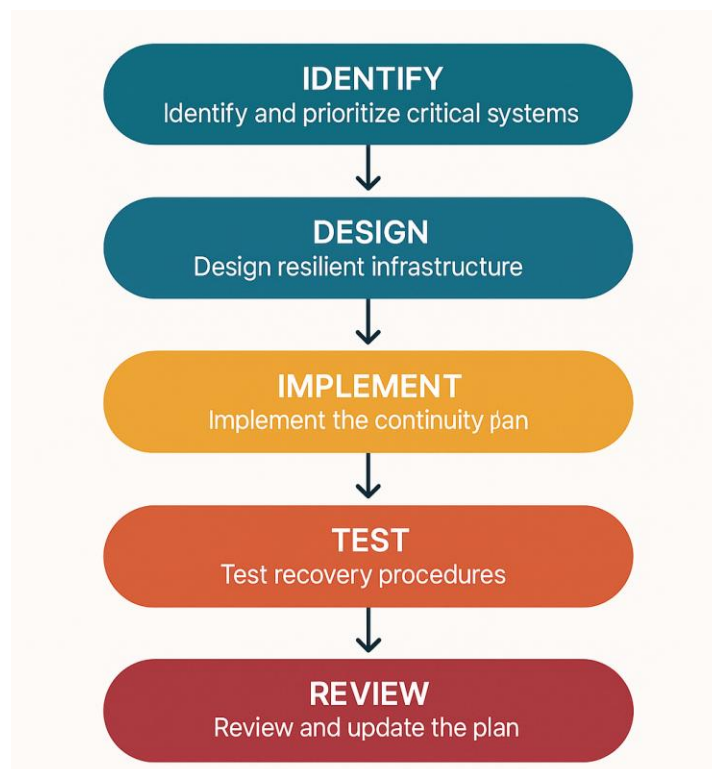 IDENTIFY
Identify and prioritize critical systems
DESIGN
Design resilient infrastructure
IMPLEMENT
Implement the continuity plan
TEST
Test recovery procedures
REVIEW
Review and update the plan